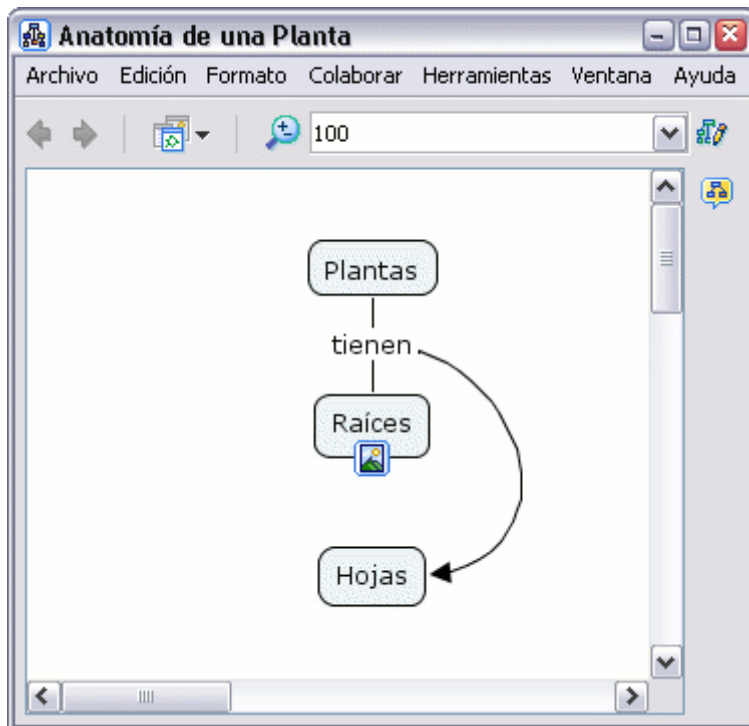 Anatomía de una Planta
Archivo Edición Formato Colaborar Herramientas Ventana Ayuda
100
Plantas
tienen
Raíces
Hojas